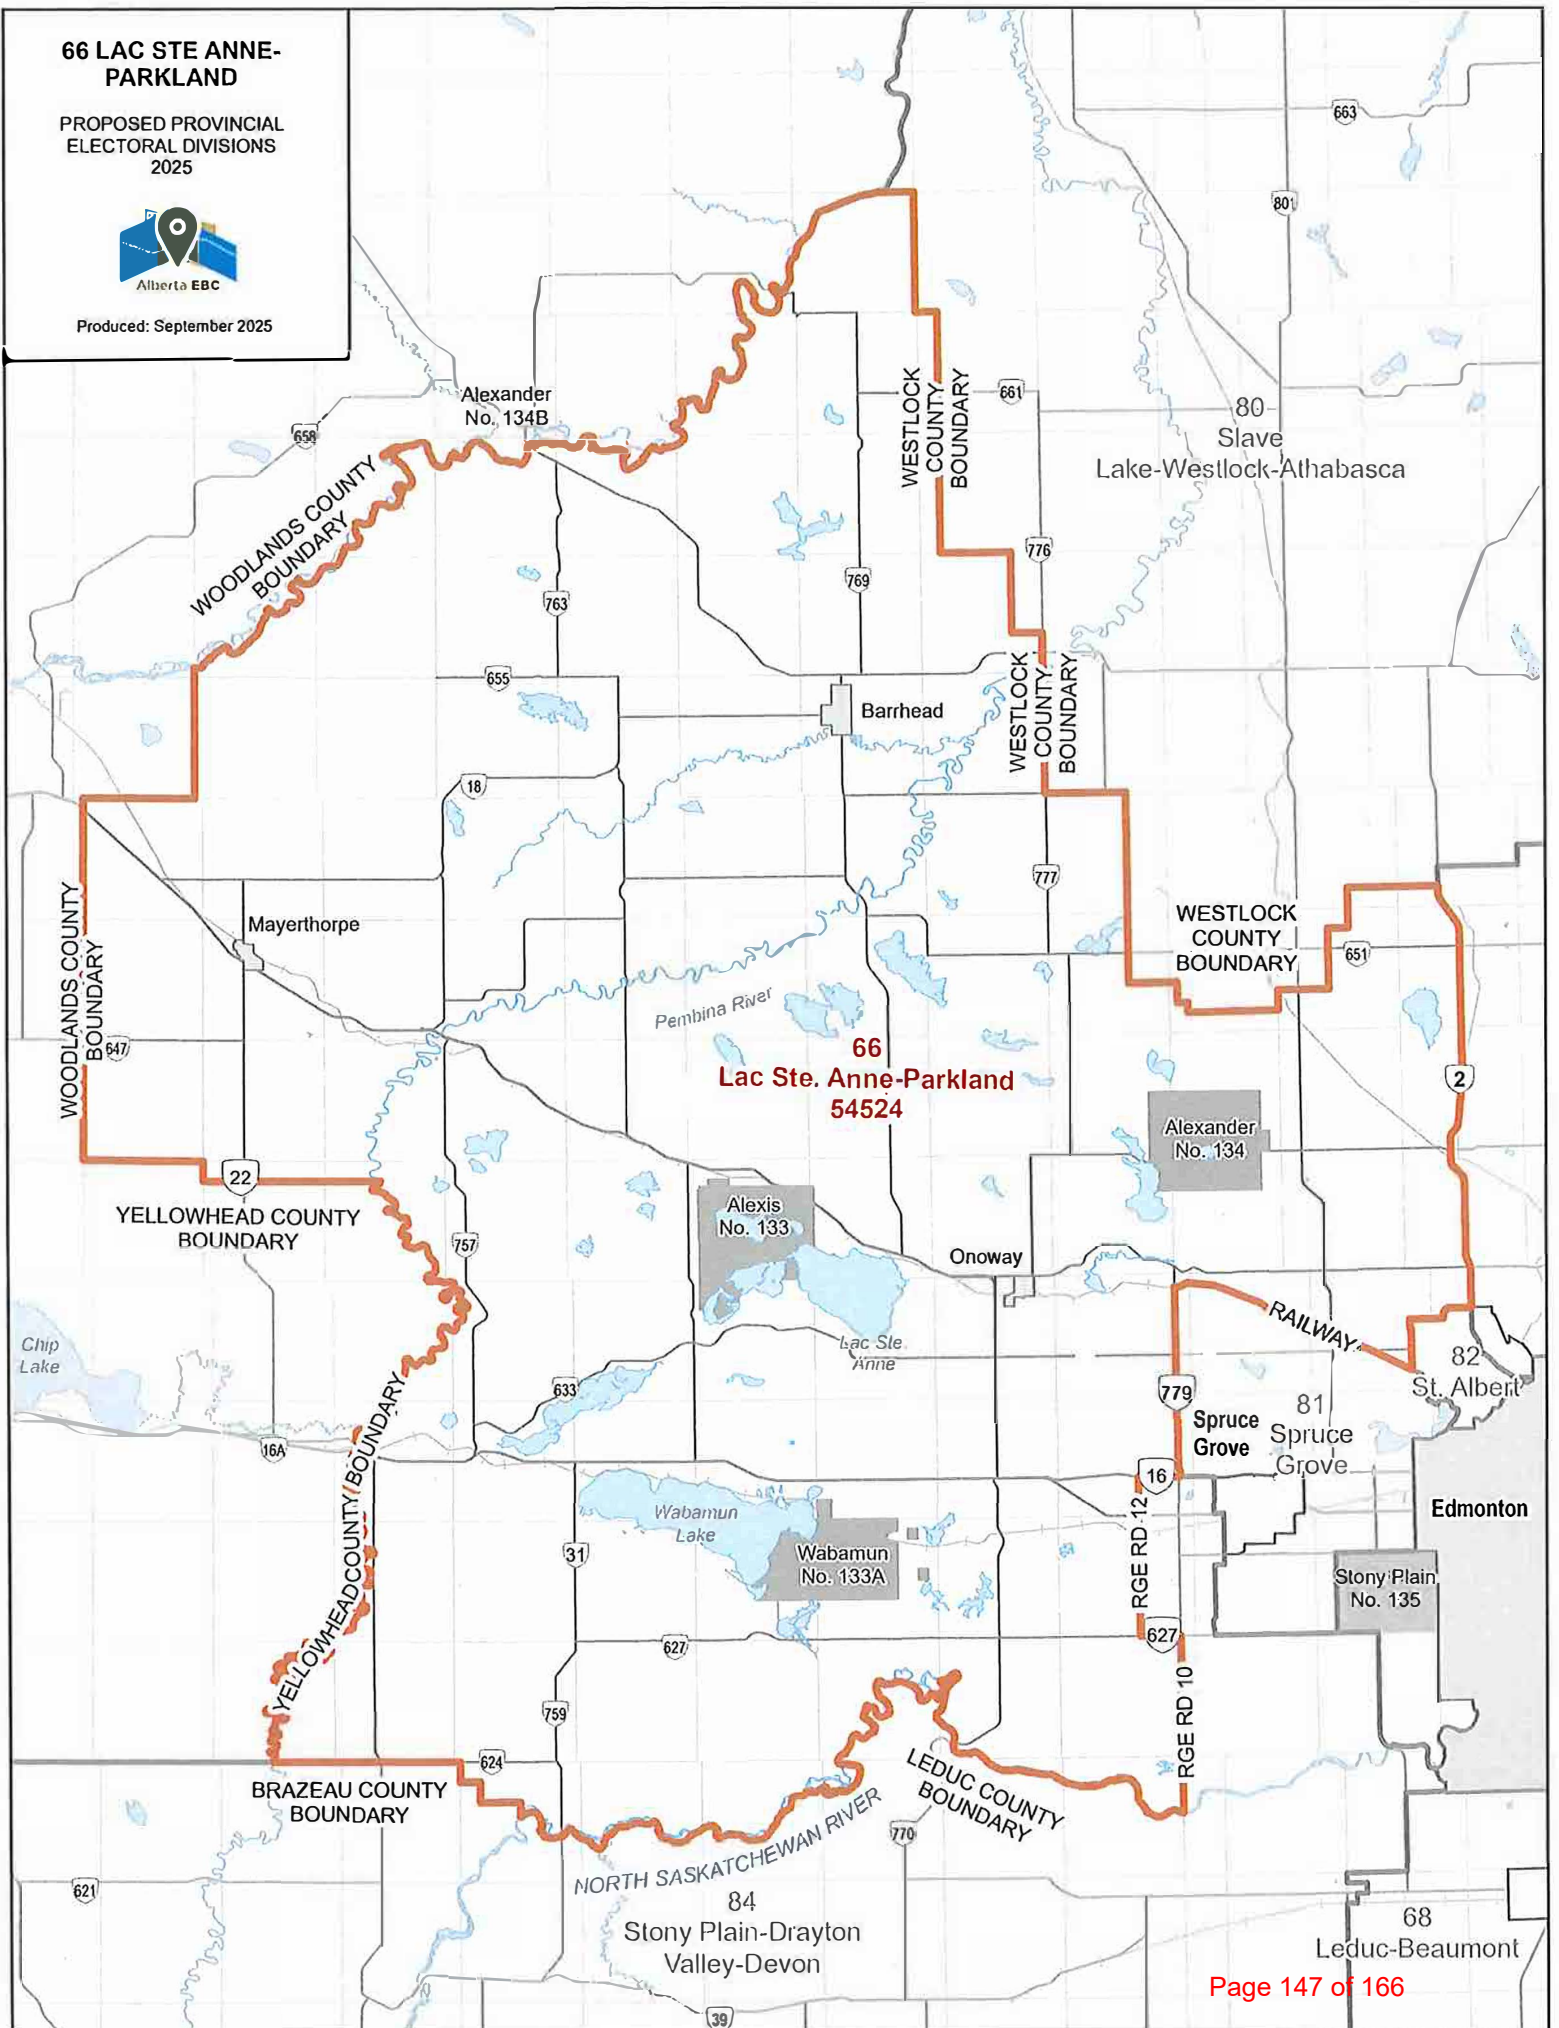 66 LAC STE ANNE-
PARKLAND
PROPOSED PROVINCIAL
ELECTORAL DIVISIONS
2025
Alberta EBC
Produced: September 2025
663
801
Alexander
No. 134B
658
WESTLOCK
COUNTY
BOUNDARY
661
80
Slave
Lake-Westlock-Athabasca
WOODLANDS COUNTY
BOUNDARY
776
769
763
655
Barrhead
WESTLOCK
COUNTY
BOUNDARY
18
777
WOODLANDS COUNTY
BOUNDARY
Mayerthorpe
WESTLOCK
COUNTY
BOUNDARY
651
Pembina River
647
66
Lac Ste. Anne-Parkland
54524
2
Alexander
No. 134
22
YELLOWHEAD COUNTY
BOUNDARY
Alexis
No. 133
757
Onoway
Chip
Lake
RAILWAY
Lac Ste.
Anne
82
St. Albert
633
779
81
Spruce
Grove
Spruce
Grove
16A
16
YELLOWHEAD COUNTY BOUNDARY
Wabamun
Lake
RGE RD 12
Edmonton
31
Wabamun
No. 133A
Stony Plain
No. 135
627
627
RGE RD 10
759
624
BRAZEAU COUNTY
BOUNDARY
LEDUC COUNTY
BOUNDARY
NORTH SASKATCHEWAN RIVER
770
621
84
Stony Plain-Drayton
Valley-Devon
68
Leduc-Beaumont
Page 147 of 166
39